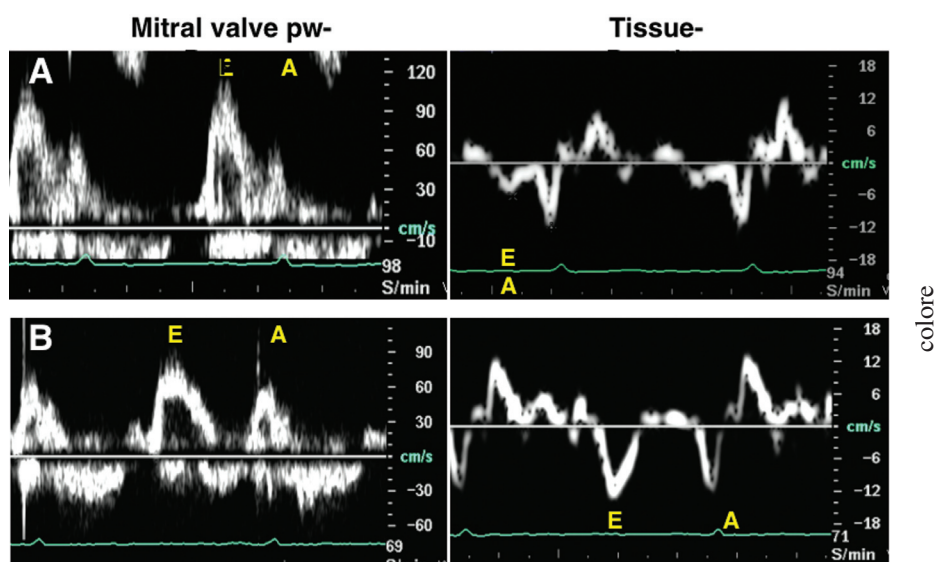 Mitral valve pw-
Tissue-
A
E
A
120
90
60
30
cm/s
−10
98
S/min
18
12
6
cm/s
−6
−12
−18
94
S/min
E
A
B
E
A
90
60
30
cm/s
−30
−60
69
18
12
6
cm/s
−6
−12
−18
71
S/min
E
A
colore